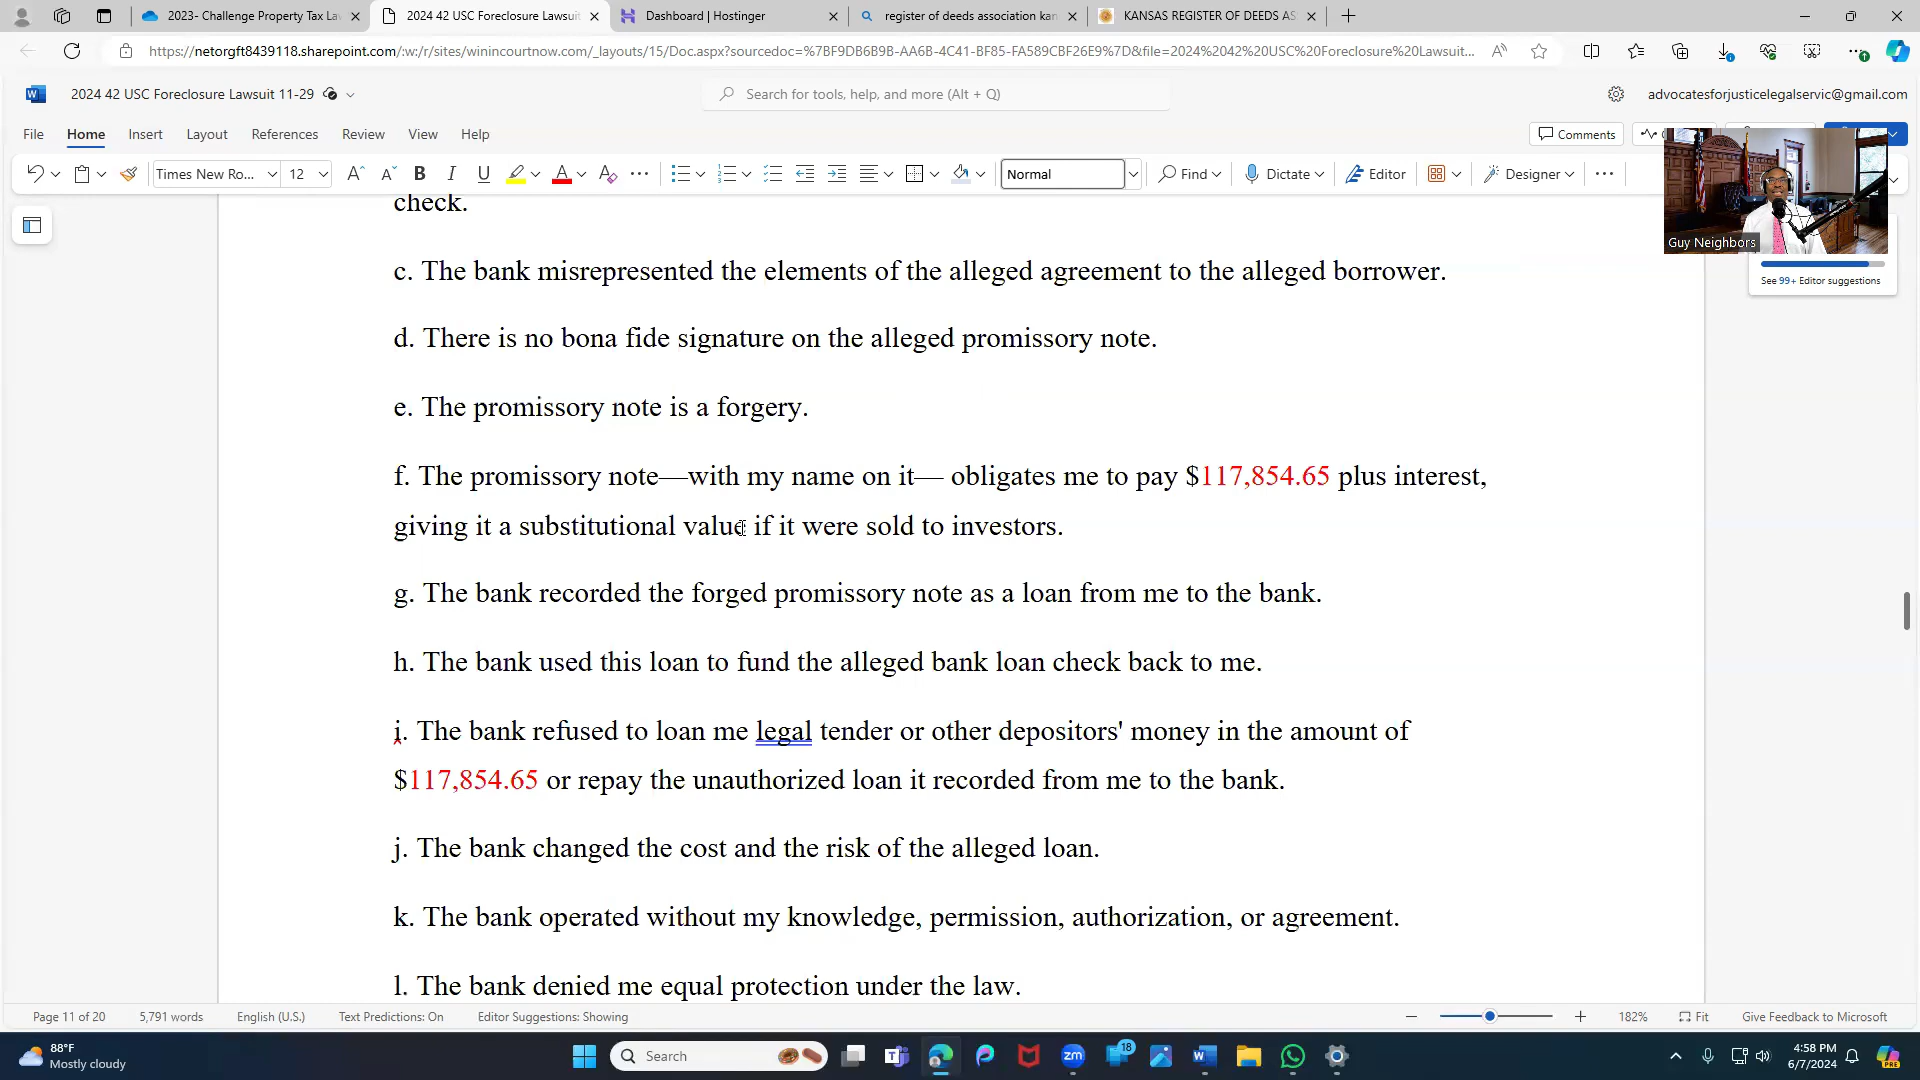 2023- Challenge Property Tax La
2024 42 USC Foreclosure Lawsuit
Dashboard | Hostinger
register of deeds association kan
KANSAS REGISTER OF DEEDS AS
https://netorgft8439118.sharepoint.com/:w:/r/sites/winincourtnow.com/_layouts/15/Doc.aspx?sourcedoc=%7BF9DB6B9B-AA6B-4C41-BF85-FA589CBF26E9%7D&file=2024%2042%20USC%20Foreclosure%20Lawsuit...
2024 42 USC Foreclosure Lawsuit 11-29
Search for tools, help, and more (Alt + Q)
advocatesforjusticelegalservic@gmail.com
File Home Insert Layout References Review View Help
Comments
Times New Ro... 12 B I U A Normal Find Dictate Editor Designer
Guy Neighbors
See 99+ Editor suggestions
check.
c. The bank misrepresented the elements of the alleged agreement to the alleged borrower.
d. There is no bona fide signature on the alleged promissory note.
e. The promissory note is a forgery.
f. The promissory note—with my name on it— obligates me to pay $117,854.65 plus interest,
giving it a substitutional value if it were sold to investors.
g. The bank recorded the forged promissory note as a loan from me to the bank.
h. The bank used this loan to fund the alleged bank loan check back to me.
i. The bank refused to loan me legal tender or other depositors' money in the amount of
$117,854.65 or repay the unauthorized loan it recorded from me to the bank.
j. The bank changed the cost and the risk of the alleged loan.
k. The bank operated without my knowledge, permission, authorization, or agreement.
l. The bank denied me equal protection under the law.
Page 11 of 20 5,791 words English (U.S.) Text Predictions: On Editor Suggestions: Showing
182% Fit Give Feedback to Microsoft
88°F
Mostly cloudy
Search
18
4:58 PM
6/7/2024